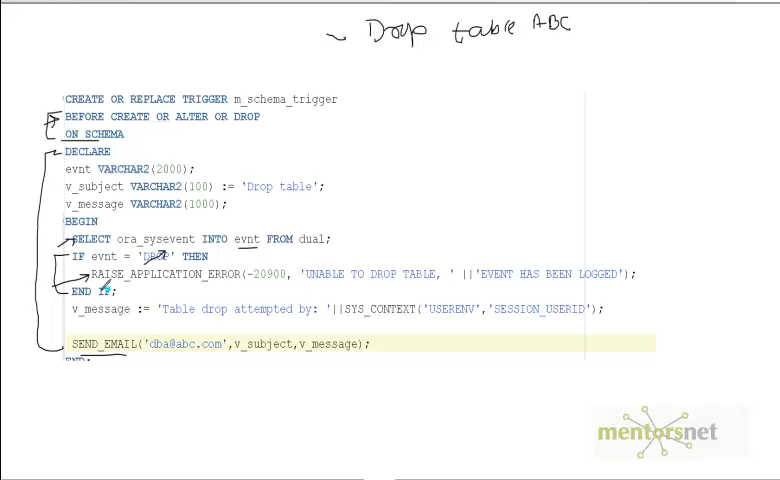 ~ Drop table ABC
CREATE OR REPLACE TRIGGER m_schema_trigger
BEFORE CREATE OR ALTER OR DROP
ON SCHEMA
DECLARE
evnt VARCHAR2(2000);
v_subject VARCHAR2(100) := 'Drop table';
v_message VARCHAR2(1000);
BEGIN
SELECT ora_sysevent INTO evnt FROM dual;
IF evnt = 'DROP' THEN
RAISE_APPLICATION_ERROR(-20900, 'UNABLE TO DROP TABLE, ' ||'EVENT HAS BEEN LOGGED');
END IF;
v_message := 'Table drop attempted by: '||SYS_CONTEXT('USERENV','SESSION_USERID');
SEND_EMAIL('dba@abc.com',v_subject,v_message);
END;
mentorsnet